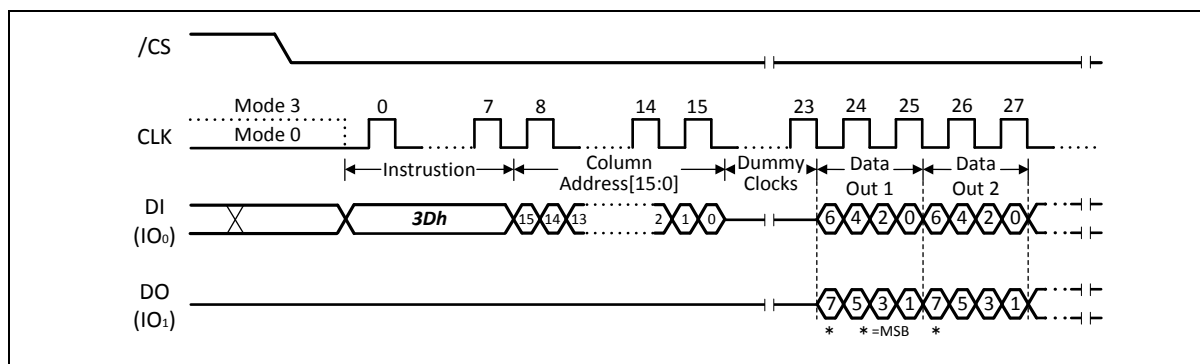 /CS
Mode 3 0 7 8 14 15 23 24 25 26 27
CLK Mode 0
Instrustion Column Dummy Data Data
Address[15:0] Clocks Out 1 Out 2
DI 3Dh 15 14 13 2 1 0 6 4 2 0 6 4 2 0
(IO₀)
DO 7 5 3 1 7 5 3 1
(IO₁) * * =MSB *